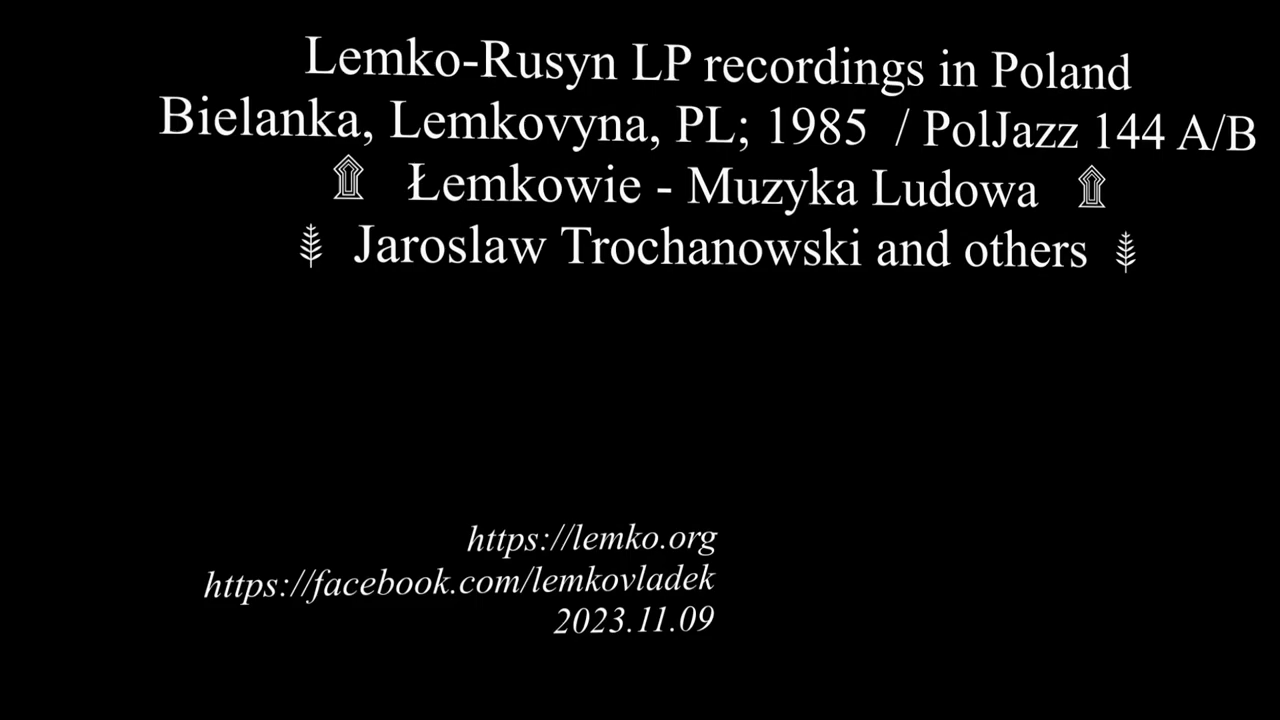 Lemko-Rusyn LP recordings in Poland
Bielanka, Lemkovyna, PL; 1985 / PolJazz 144 A/B
۩ Łemkowie - Muzyka Ludowa ۩
⸙ Jaroslaw Trochanowski and others ⸙
https://lemko.org
https://facebook.com/lemkovladek
2023.11.09